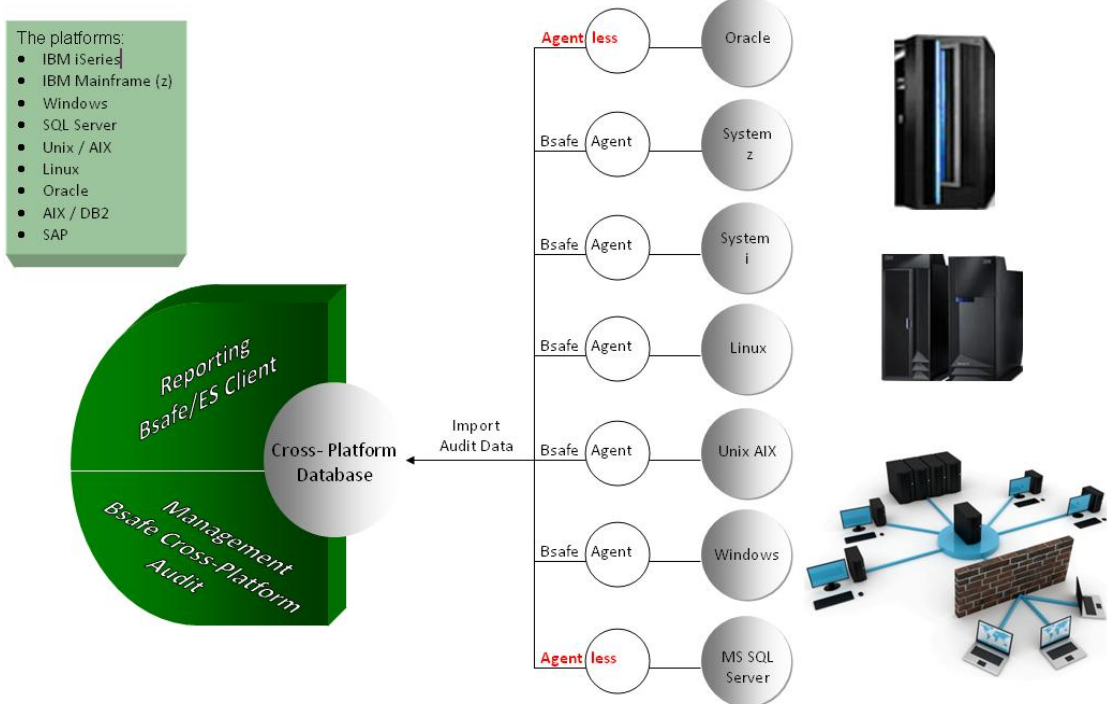 The platforms:
• IBM iSeries
• IBM Mainframe (z)
• Windows
• SQL Server
• Unix / AIX
• Linux
• Oracle
• AIX / DB2
• SAP
Reporting
Bsafe/ES Client
Management
Bsafe Cross-Platform
Audit
Cross- Platform
Database
Import
Audit Data
Agent less
Oracle
Bsafe Agent
System
z
Bsafe Agent
System
i
Bsafe Agent
Linux
Bsafe Agent
Unix AIX
Bsafe Agent
Windows
Agent less
MS SQL
Server